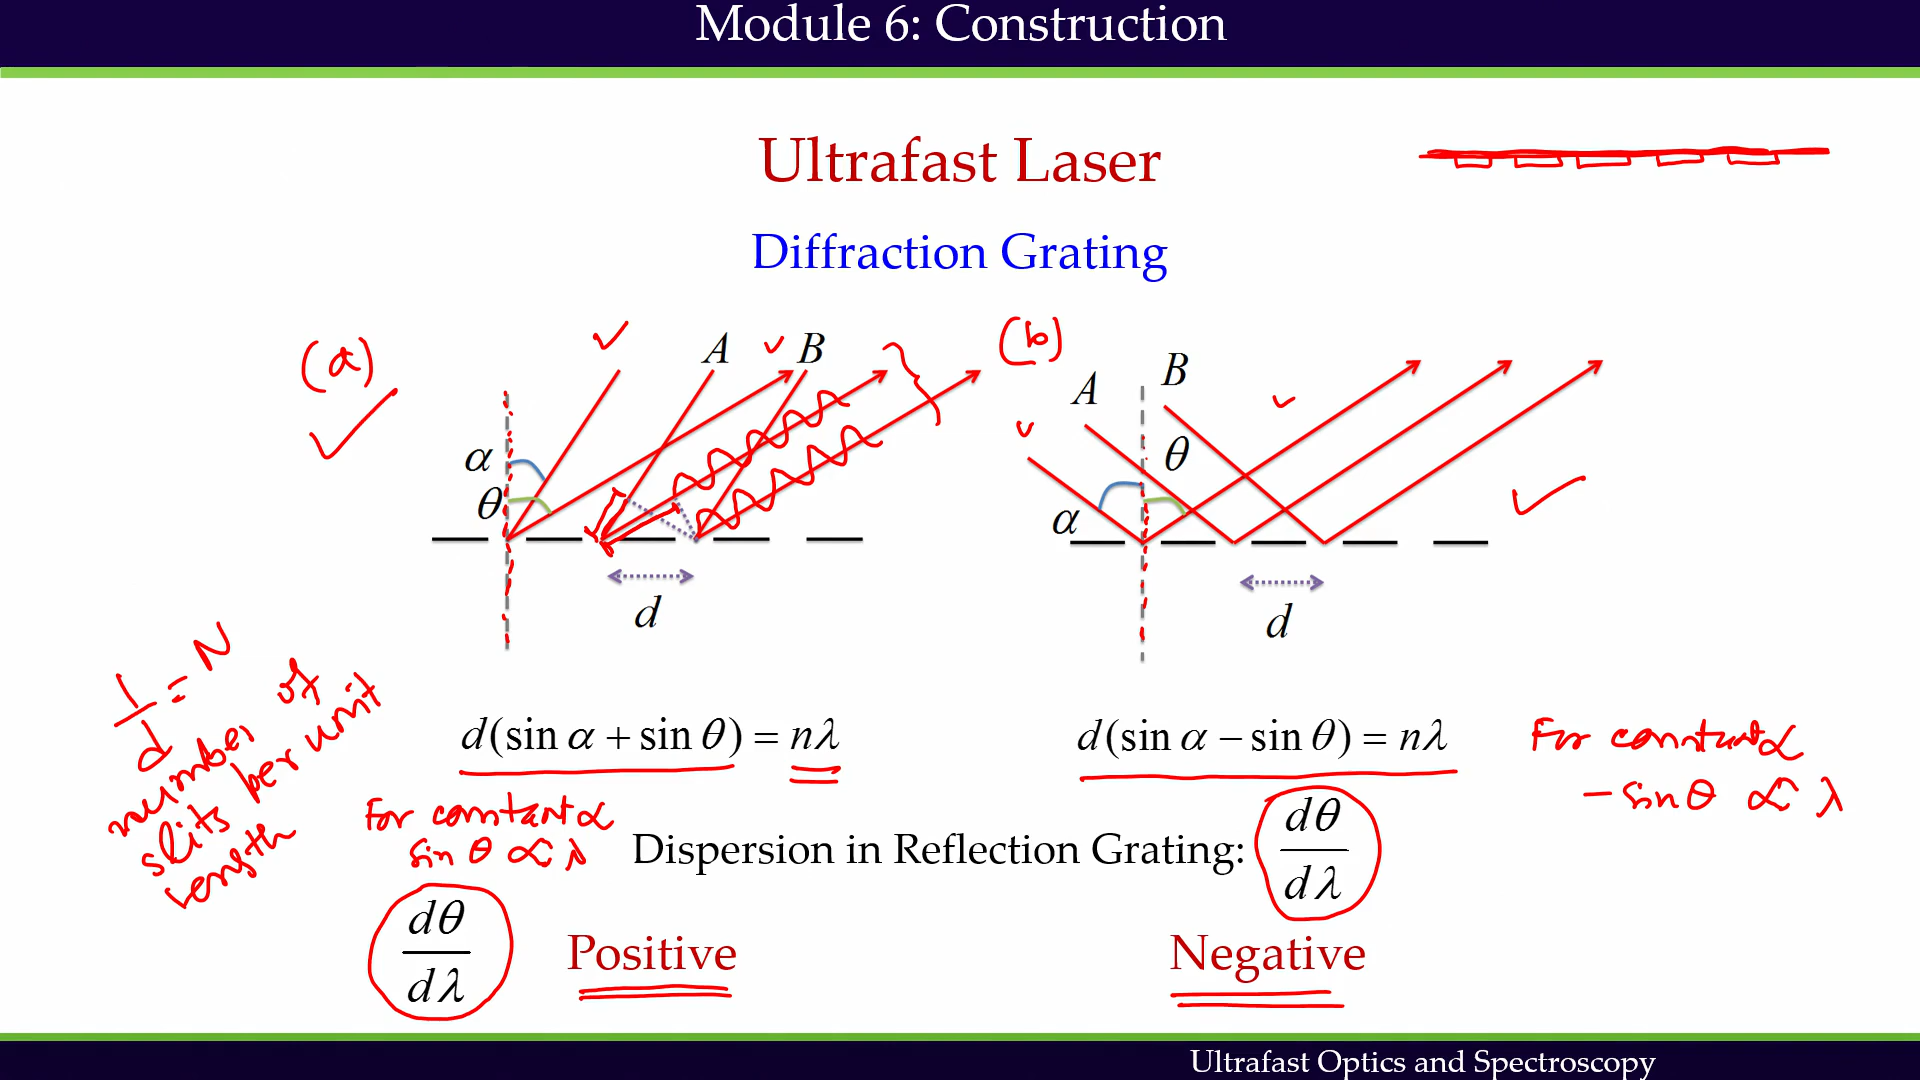 Module 6: Construction
Ultrafast Laser
Diffraction Grating
(a)
A
B
α
θ
d
(b)
A
B
θ
α
d
1/d = N
number of
slits per unit
length
d(sin α + sin θ) = nλ
d(sin α − sin θ) = nλ
For constant α
sin θ ∝ λ
For constant α
− sin θ ∝ λ
Dispersion in Reflection Grating: dθ/dλ
dθ/dλ
Positive
Negative
Ultrafast Optics and Spectroscopy